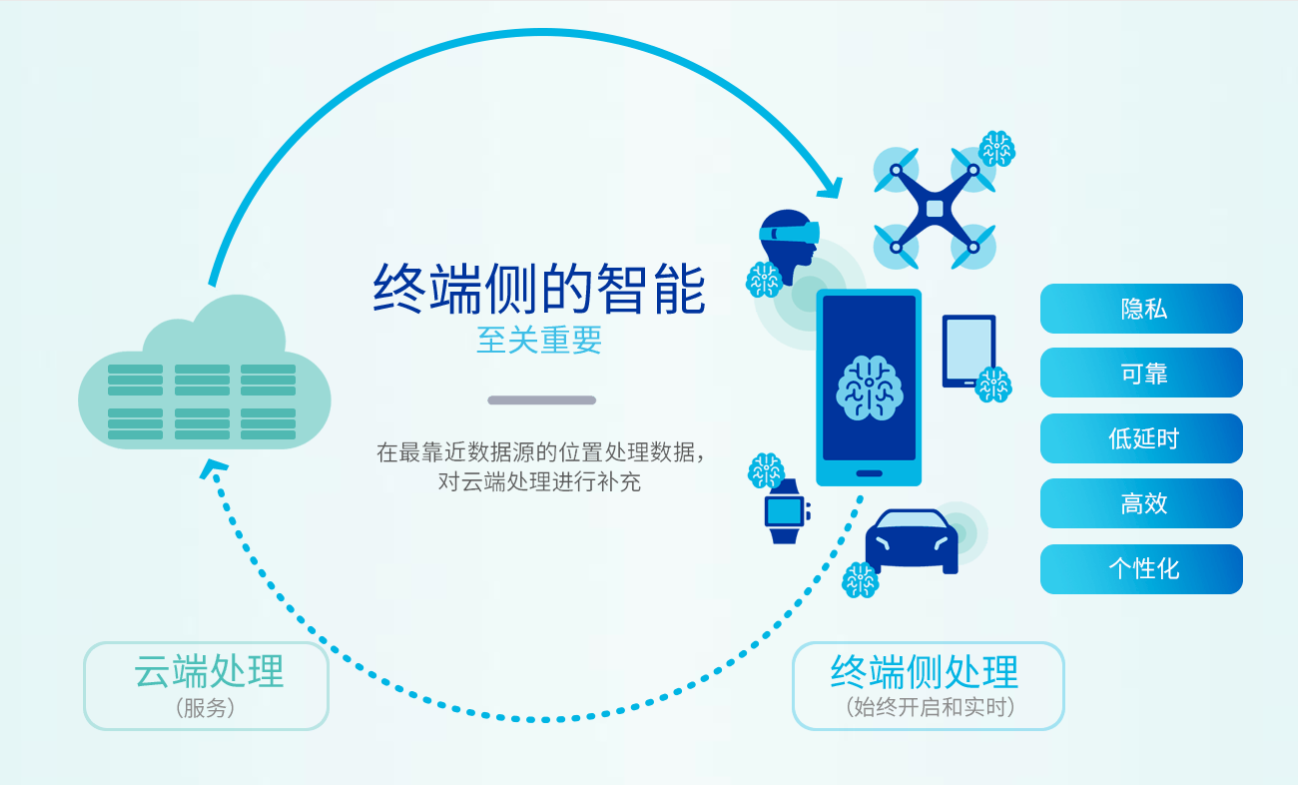 终端侧的智能
至关重要
在最靠近数据源的位置处理数据，
对云端处理进行补充
隐私
可靠
低延时
高效
个性化
云端处理
（服务）
终端侧处理
（始终开启和实时）